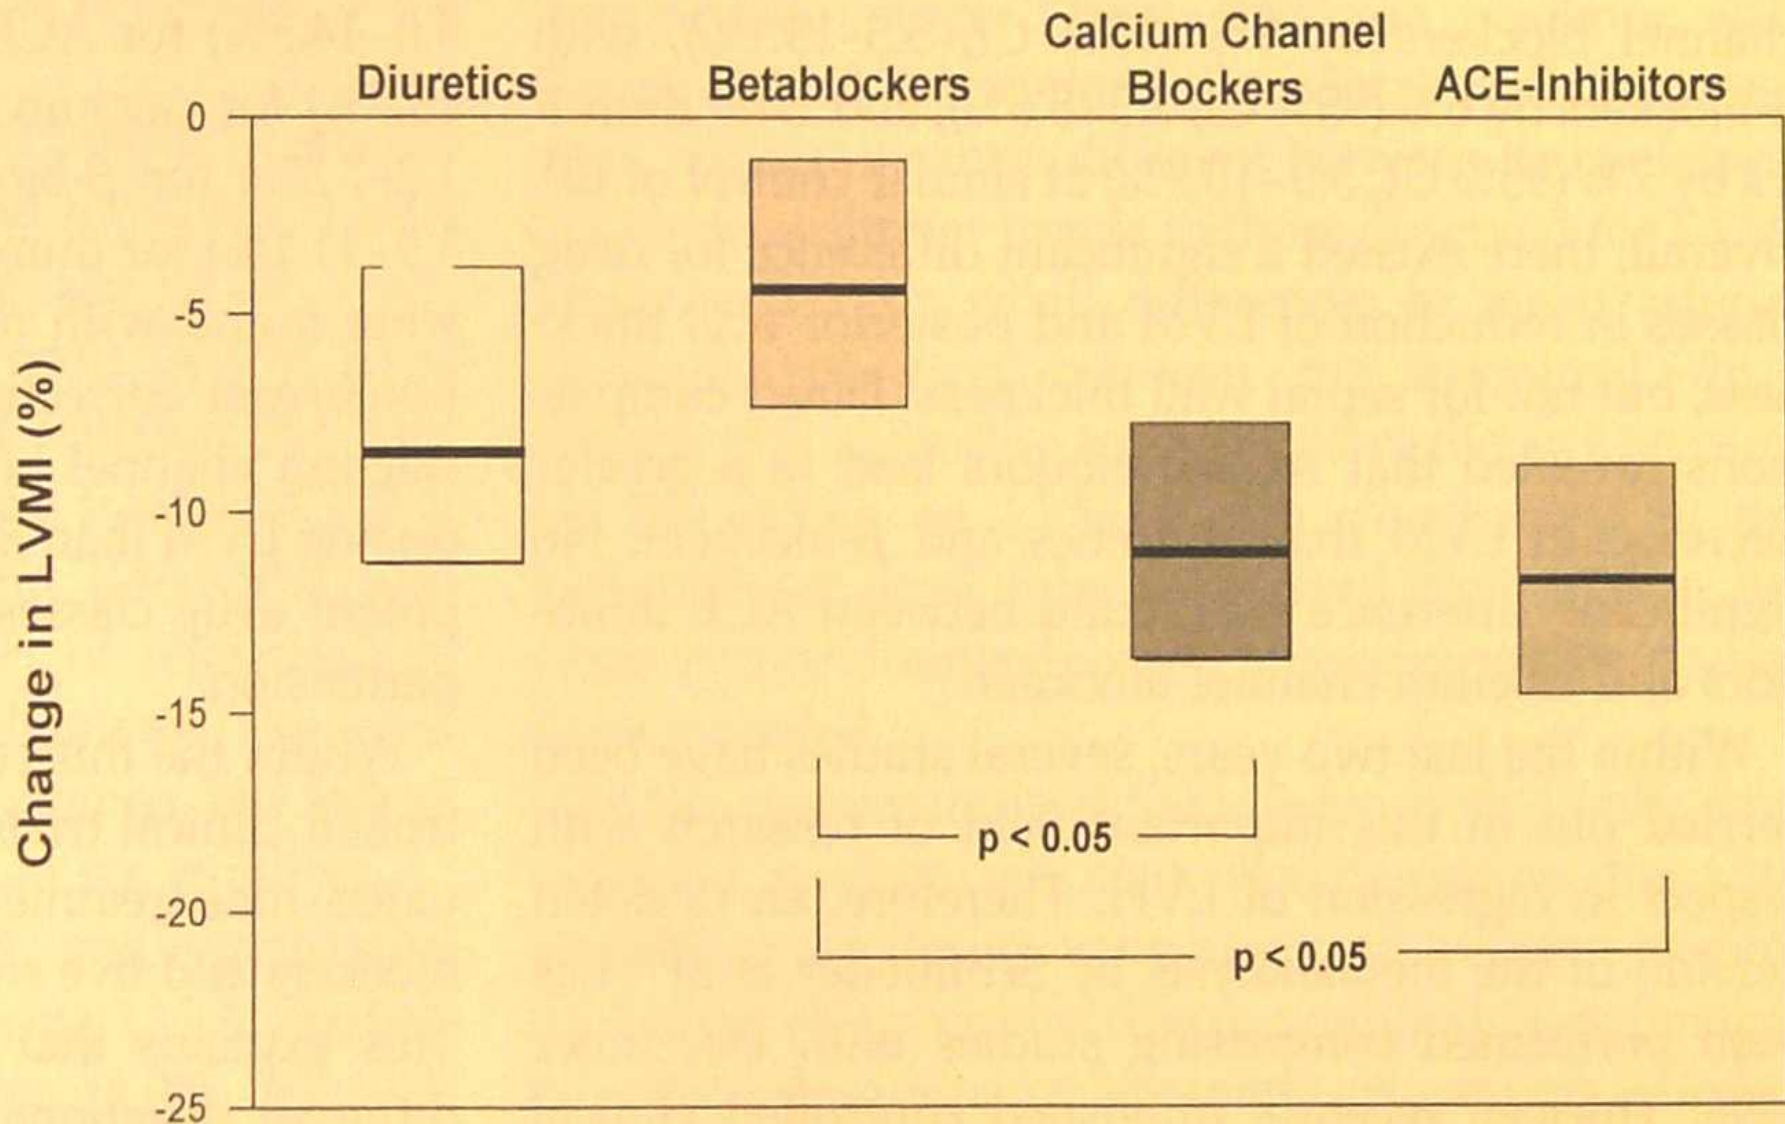 Calcium Channel
Diuretics Betablockers Blockers ACE-Inhibitors
0
-5
-10
-15
-20
-25
Change in LVMI (%)
p < 0.05
p < 0.05